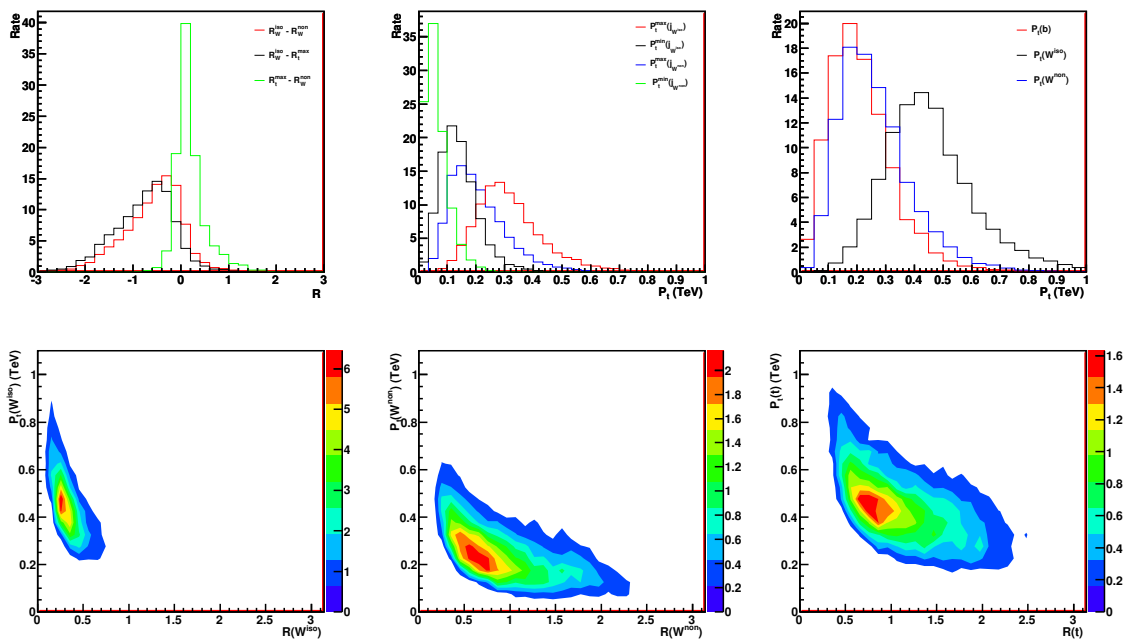 Rate
40
35
30
25
20
15
10
5
0
-3 -2 -1 0 1 2 3
R
R_W^iso - R_W^non
R_W^iso - R_t^max
R_t^max - R_W^non
Rate
35
30
25
20
15
10
5
0
0 0.1 0.2 0.3 0.4 0.5 0.6 0.7 0.8 0.9 1
P_t (TeV)
P_t^max(j_W
P_t^min(j_W
P_t^max(j_W
P_t^min(j_W
Rate
20
18
16
14
12
10
8
6
4
2
0
0 0.1 0.2 0.3 0.4 0.5 0.6 0.7 0.8 0.9 1
P_t (TeV)
P_t(b)
P_t(W^iso)
P_t(W^non)
P_t(W^iso) (TeV)
1
0.8
0.6
0.4
0.2
0
0 0.5 1 1.5 2 2.5 3
R(W^iso)
6
5
4
3
2
1
0
P_t(W^non) (TeV)
1
0.8
0.6
0.4
0.2
0
0 0.5 1 1.5 2 2.5 3
R(W^non)
2
1.8
1.6
1.4
1.2
1
0.8
0.6
0.4
0.2
0
P_t(t) (TeV)
1
0.8
0.6
0.4
0.2
0
0 0.5 1 1.5 2 2.5 3
R(t)
1.6
1.4
1.2
1
0.8
0.6
0.4
0.2
0